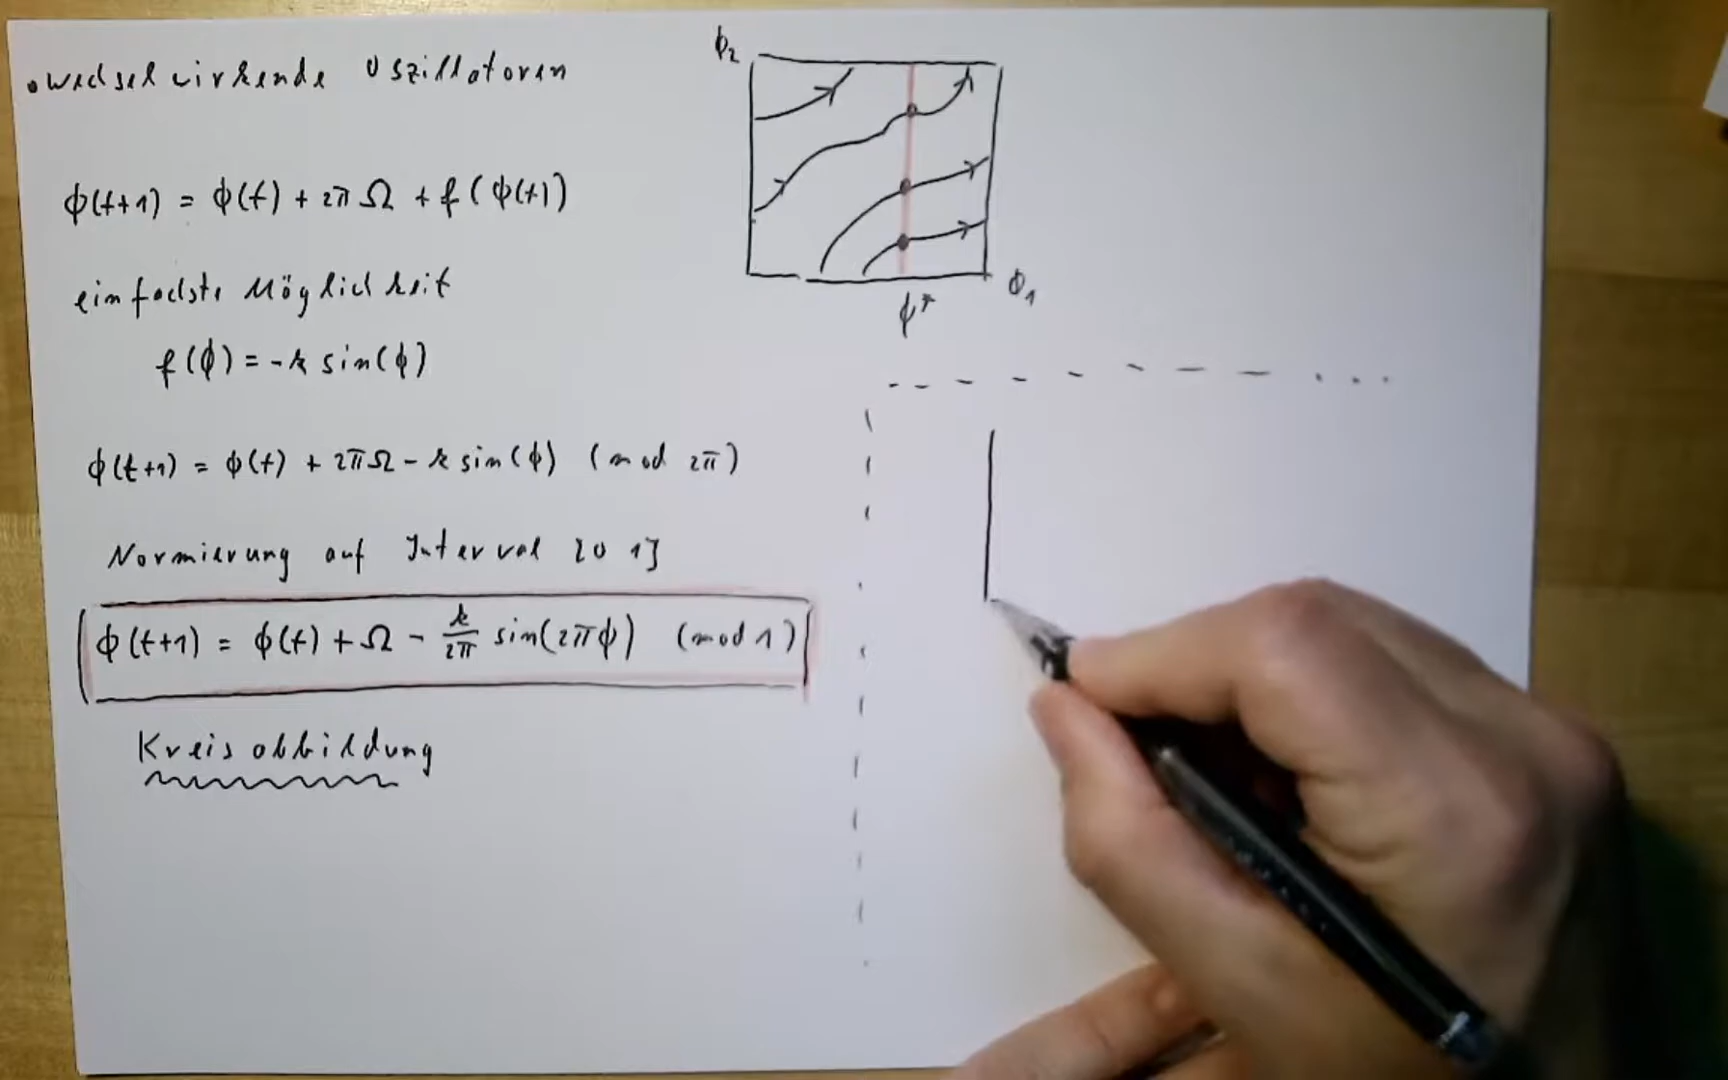 • Wechselwirkende Oszillatoren
ϕ(t+1) = ϕ(t) + 2π Ω + f(ϕ(t))
einfachste Möglichkeit
f(ϕ) = -k sin(ϕ)
ϕ(t+1) = ϕ(t) + 2πΩ - k sin(ϕ) (mod 2π)
Normierung auf Interval [0 1]
ϕ(t+1) = ϕ(t) + Ω - k/2π sin(2πϕ) (mod 1)
Kreisabbildung
ϕ₂
ϕ₁
ϕ*